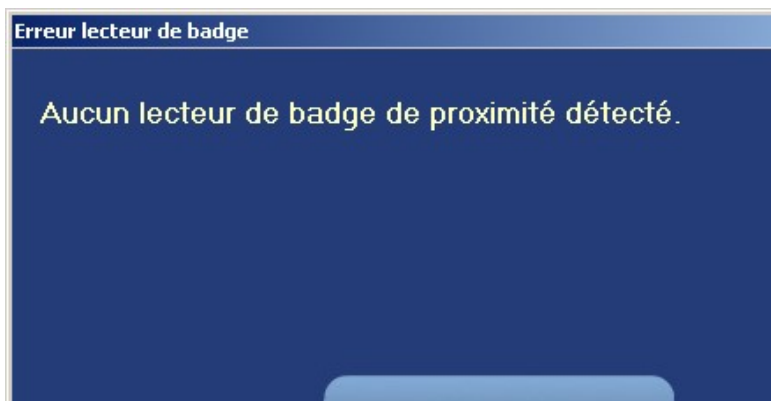 Erreur lecteur de badge
Aucun lecteur de badge de proximité détecté.